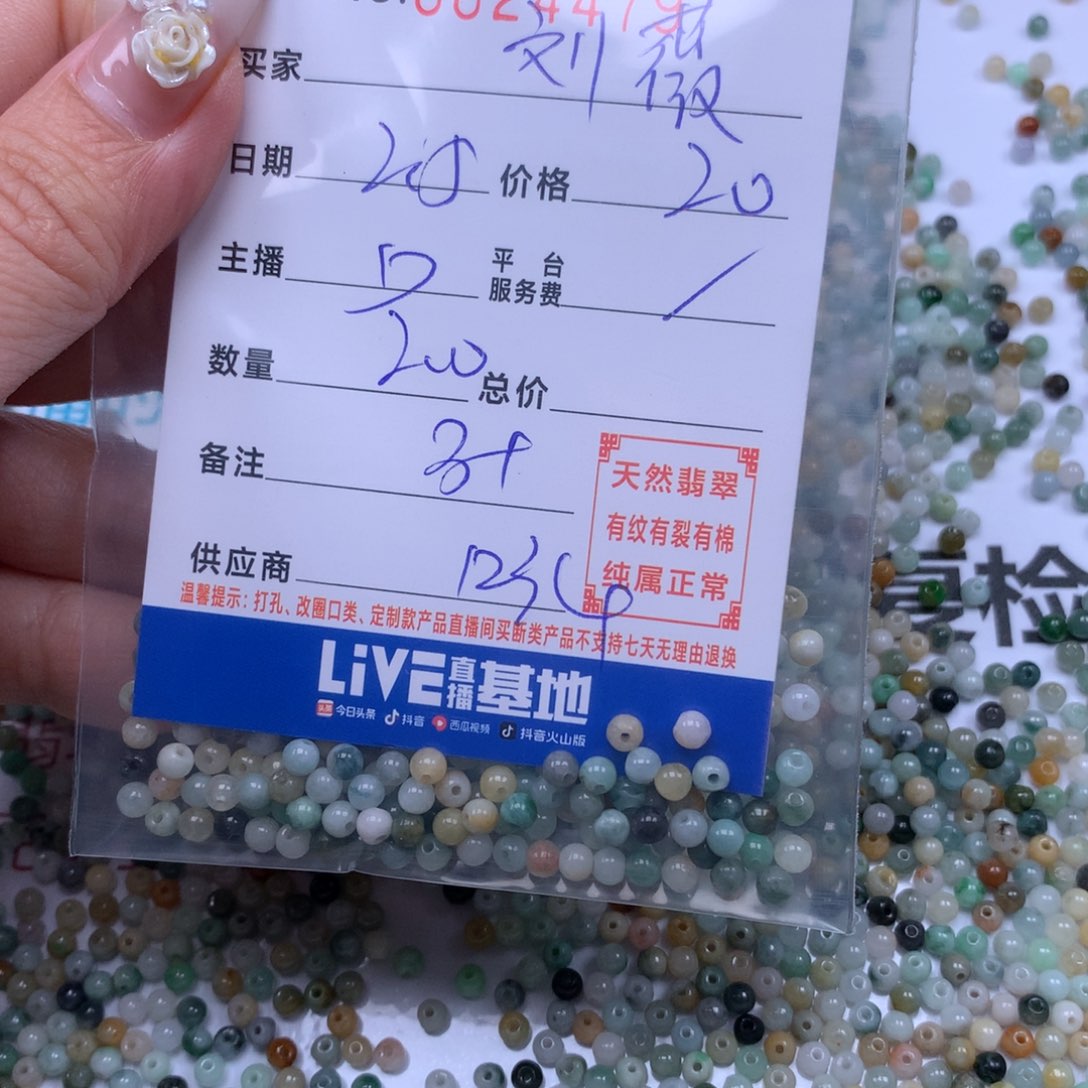 0024479
买家 刘薇
日期 价格 20
主播 平台服务费 /
数量 200 总价
备注
天然翡翠
有纹有裂有棉
纯属正常
供应商
温馨提示：打孔、改圈口类、定制款产品直播间买断类产品不支持七天无理由退换
LiVE直播基地
今日头条 抖音 西瓜视频 抖音火山版
复检